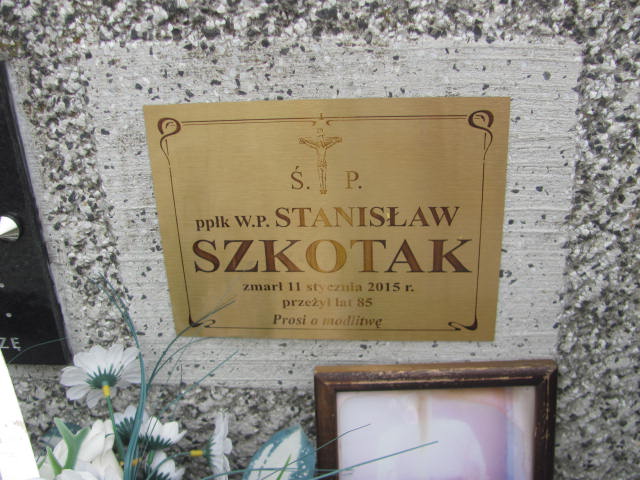 Ś. P.
ppłk W.P. STANISŁAW
SZKOTAK
zmarł 11 stycznia 2015 r.
przeżył lat 85
Prosi o modlitwę